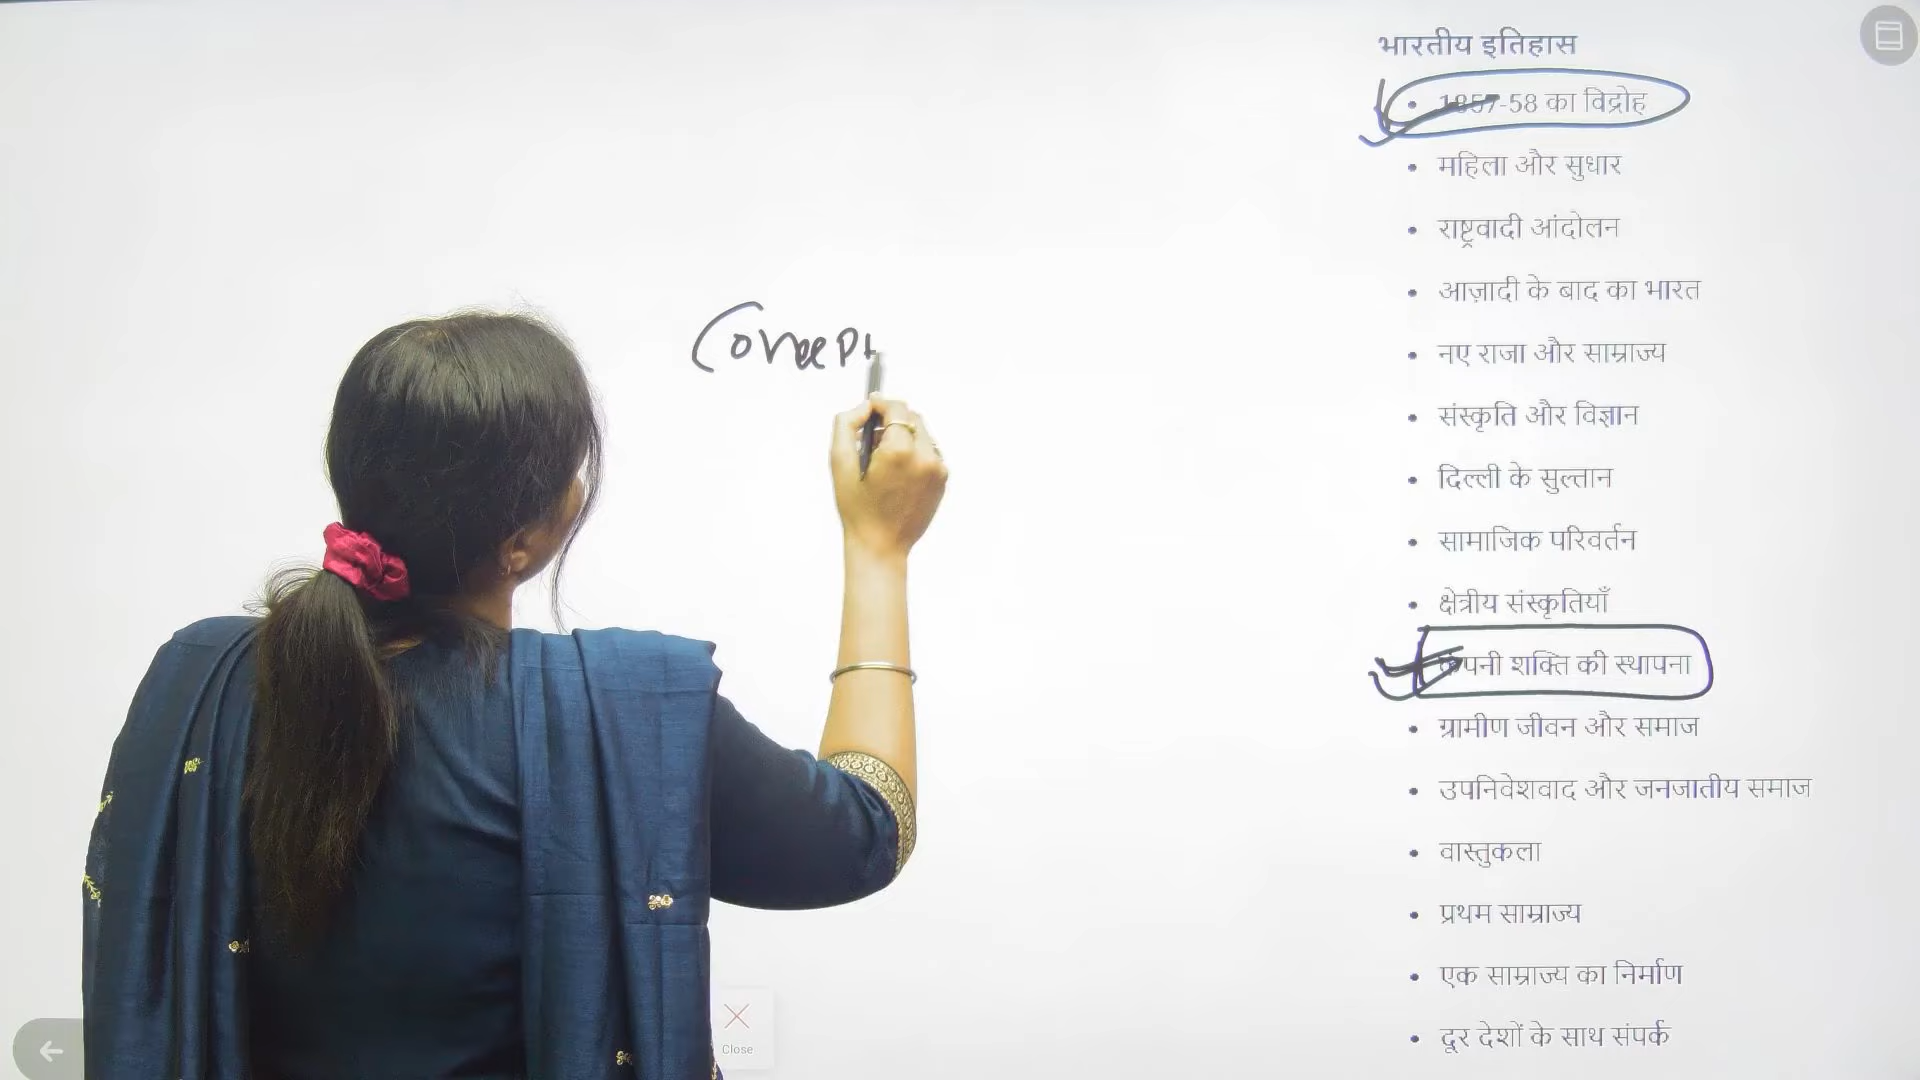 भारतीय इतिहास
• 1857-58 का विद्रोह
• महिला और सुधार
• राष्ट्रवादी आंदोलन
• आज़ादी के बाद का भारत
• नए राजा और साम्राज्य
• संस्कृति और विज्ञान
• दिल्ली के सुल्तान
• सामाजिक परिवर्तन
• क्षेत्रीय संस्कृतियाँ
• कंपनी शक्ति की स्थापना
• ग्रामीण जीवन और समाज
• उपनिवेशवाद और जनजातीय समाज
• वास्तुकला
• प्रथम साम्राज्य
• एक साम्राज्य का निर्माण
• दूर देशों के साथ संपर्क
Concept
Close